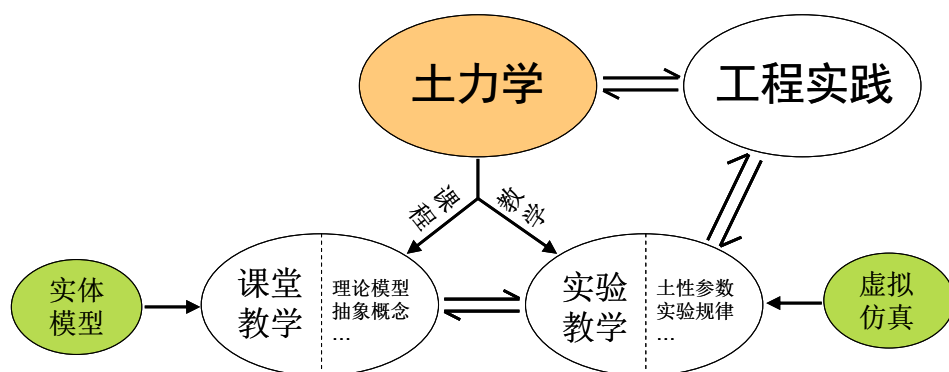 土力学
工程实践
课程
教学
实体
模型
课堂
教学
理论模型
抽象概念
...
实验
教学
土性参数
实验规律
...
虚拟
仿真